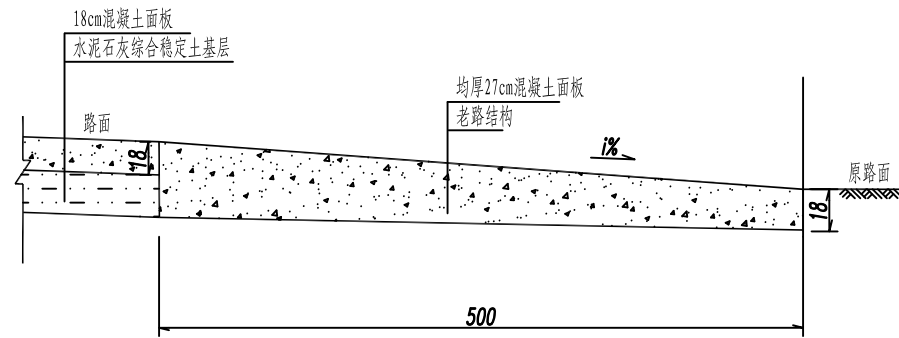 18cm混凝土面板
水泥石灰综合稳定土基层
均厚27cm混凝土面板
老路结构
路面
18
i%
原路面
18
500